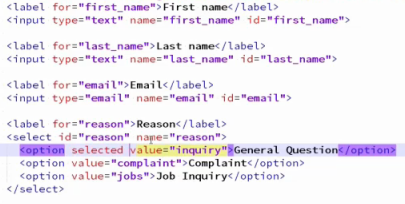 <label for="first_name">First name</label>
<input type="text" name="first_name" id="first_name">
<label for="last_name">Last name</label>
<input type="text" name="last_name" id="last_name">
<label for="email">Email</label>
<input type="email" name="email" id="email">
<label for="reason">Reason</label>
<select id="reason" name="reason">
<option selected value="inquiry">General Question</option>
<option value="complaint">Complaint</option>
<option value="jobs">Job Inquiry</option>
</select>